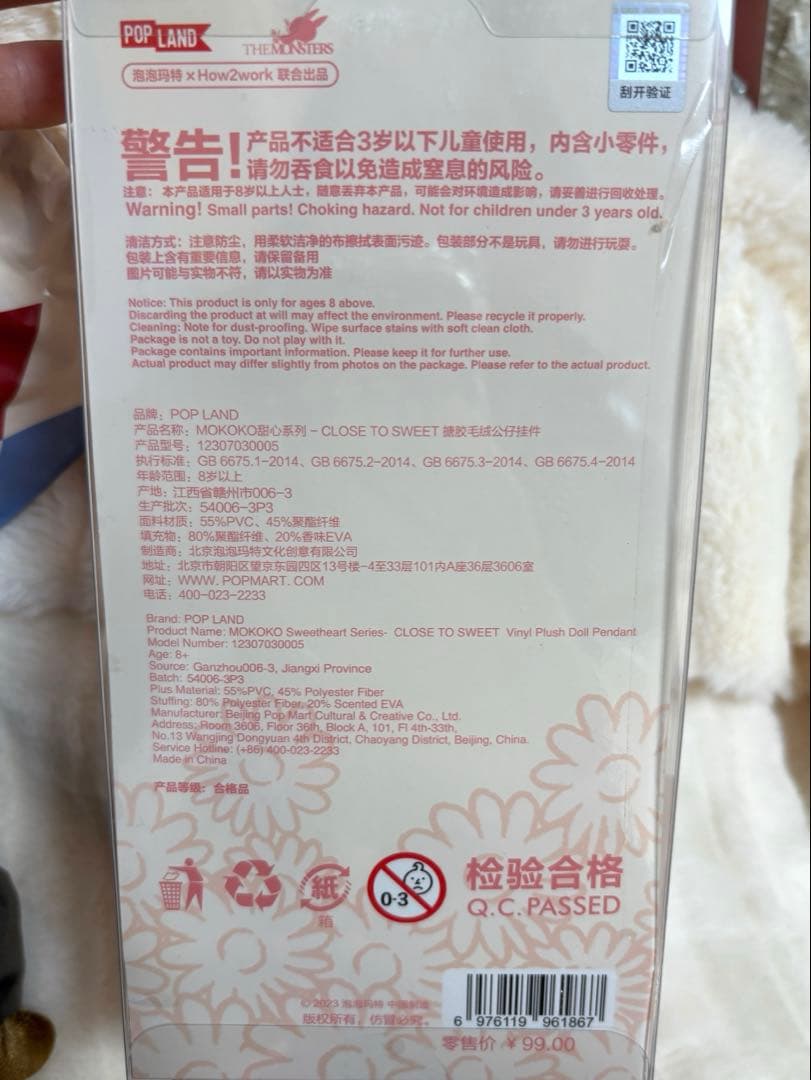 POP LAND
THE MONSTERS
泡泡玛特 × How2work 联合出品
刮开验证
警告! 产品不适合3岁以下儿童使用，内含小零件，
请勿吞食以免造成窒息的风险。
注意：本产品适用于8岁以上人士，随意丢弃本产品，可能会对环境造成影响，请妥善进行回收处理。
Warning! Small parts! Choking hazard. Not for children under 3 years old.
清洁方式：注意防尘，用柔软洁净的布擦拭表面污迹。包装部分不是玩具，请勿进行玩耍。
包装上含有重要信息，请保留备用
图片可能与实物不符，请以实物为准
Notice: This product is only for ages 8 above.
Discarding the product at will may affect the environment. Please recycle it properly.
Cleaning: Note for dust-proofing. Wipe surface stains with soft clean cloth.
Package is not a toy. Do not play with it.
Package contains important information. Please keep it for further use.
Actual product may differ slightly from photos on the package. Please refer to the actual product.
品牌：POP LAND
产品名称：MOKOKO甜心系列 - CLOSE TO SWEET 搪胶毛绒公仔挂件
产品型号：12307030005
执行标准：GB 6675.1-2014、GB 6675.2-2014、GB 6675.3-2014、GB 6675.4-2014
年龄范围：8岁以上
产地：江西省赣州市006-3
生产批次：54006-3P3
面料材质：55%PVC、45%聚酯纤维
填充物：80%聚酯纤维、20%香味EVA
制造商：北京泡泡玛特文化创意有限公司
地址：北京市朝阳区望京东园四区13号楼-4至33层101内A座36层3606室
网址：WWW. POPMART. COM
电话：400-023-2233
Brand: POP LAND
Product Name: MOKOKO Sweetheart Series- CLOSE TO SWEET Vinyl Plush Doll Pendant
Model Number: 12307030005
Age: 8+
Source: Ganzhou006-3, Jiangxi Province
Batch: 54006-3P3
Plus Material: 55%PVC, 45% Polyester Fiber
Stuffing: 80% Polyester Fiber, 20% Scented EVA
Manufacturer: Beijing Pop Mart Cultural & Creative Co., Ltd.
Address: Room 3606, Floor 36th, Block A, 101, Fl 4th-33th,
No.13 Wangjing Dongyuan 4th District, Chaoyang District, Beijing, China.
Service Hotline: (+86) 400-023-2233
Made in China
产品等级：合格品
紙
箱
0-3
检验合格
Q.C. PASSED
© 2023 泡泡玛特 中国制造
版权所有，仿冒必究。
6 976119 961867
零售价 ￥99.00